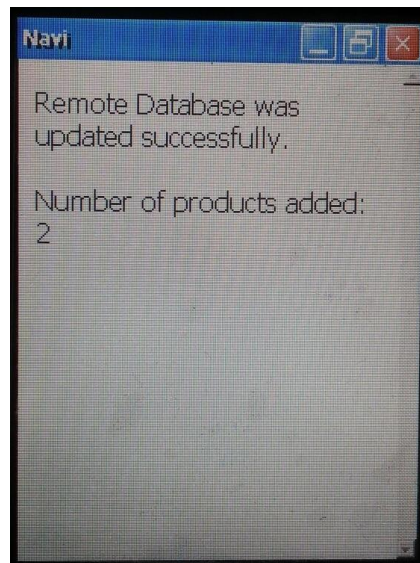 Navi
Remote Database was
updated successfully.
Number of products added:
2